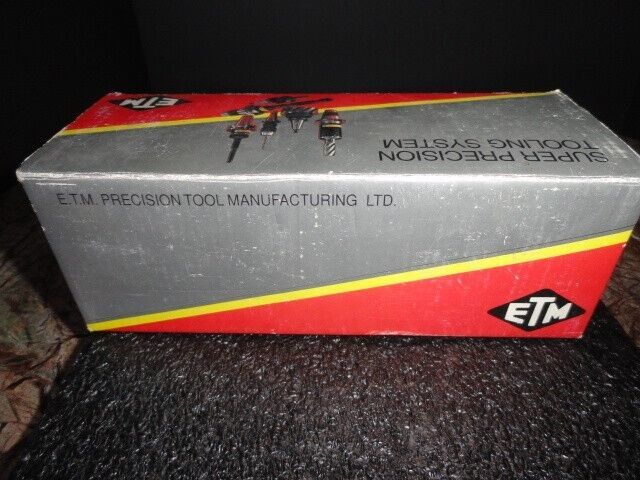 ETM
SUPER PRECISION
TOOLING SYSTEM
E.T.M. PRECISION TOOL MANUFACTURING LTD.
ETM